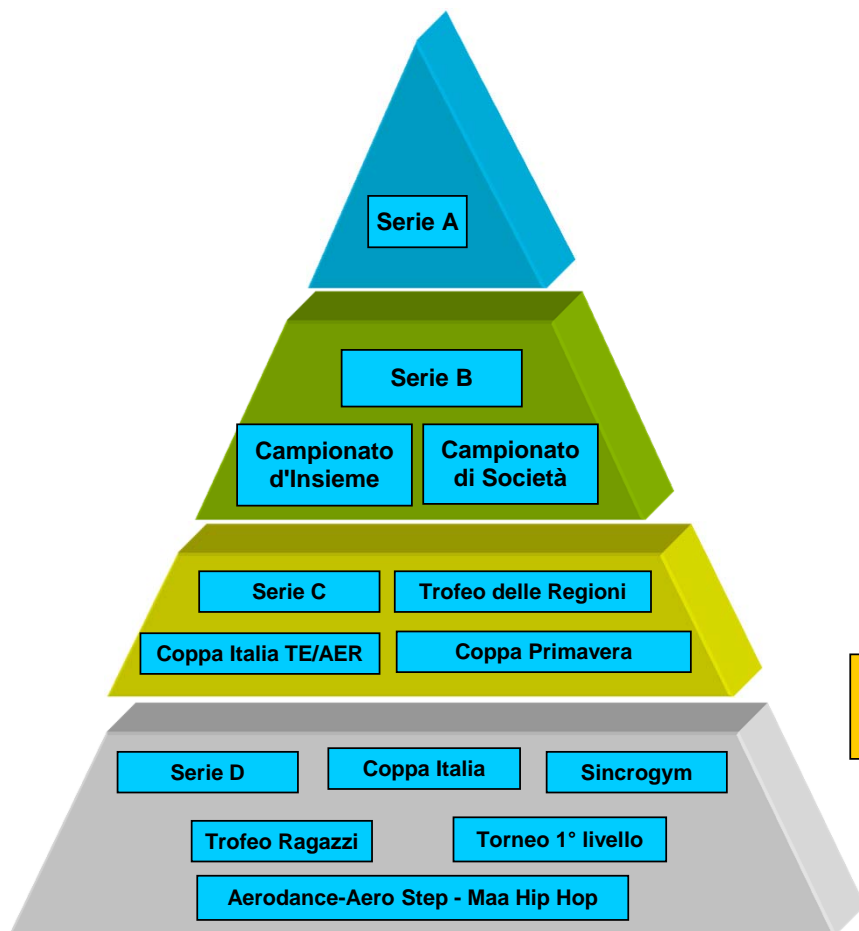 Serie A
Serie B
Campionato
d'Insieme
Campionato
di Società
Serie C
Trofeo delle Regioni
Coppa Italia TE/AER
Coppa Primavera
Serie D
Coppa Italia
Sincrogym
Trofeo Ragazzi
Torneo 1° livello
Aerodance-Aero Step - Maa Hip Hop